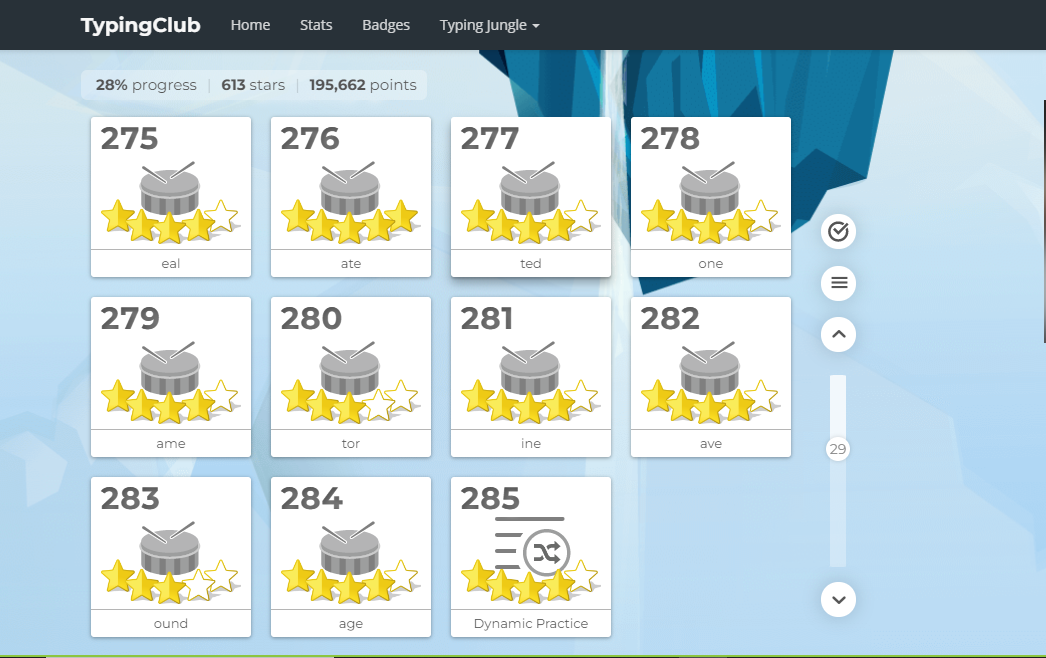 TypingClub Home Stats Badges Typing Jungle
28% progress | 613 stars | 195,662 points
275 276 277 278
eal ate ted one
279 280 281 282
ame tor ine ave
29
283 284 285
ound age Dynamic Practice